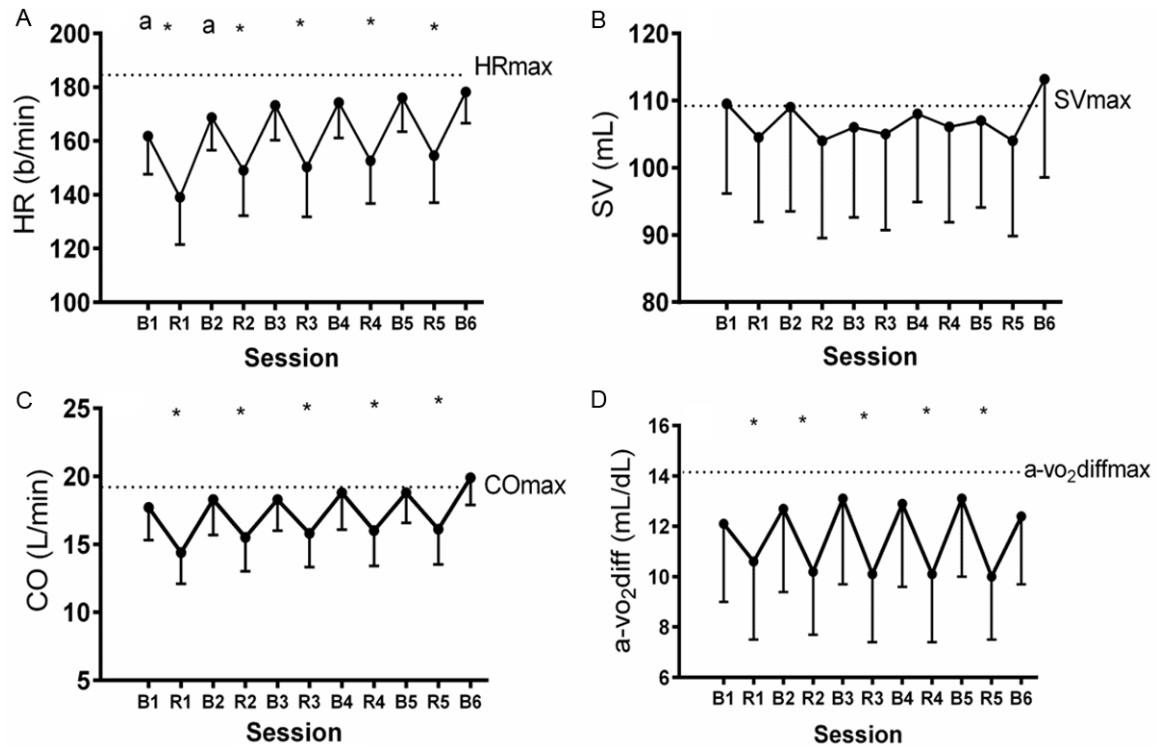 A
a * a * * * *
200
180
160
140
120
100
HR (b/min)
HRmax
B1 R1 B2 R2 B3 R3 B4 R4 B5 R5 B6
Session
B
120
110
100
90
80
SV (mL)
SVmax
B1 R1 B2 R2 B3 R3 B4 R4 B5 R5 B6
Session
C
* * * * *
25
20
15
10
5
CO (L/min)
COmax
B1 R1 B2 R2 B3 R3 B4 R4 B5 R5 B6
Session
D
* * * * *
16
14
12
10
8
6
a-vo₂diff (mL/dL)
a-vo₂diffmax
B1 R1 B2 R2 B3 R3 B4 R4 B5 R5 B6
Session